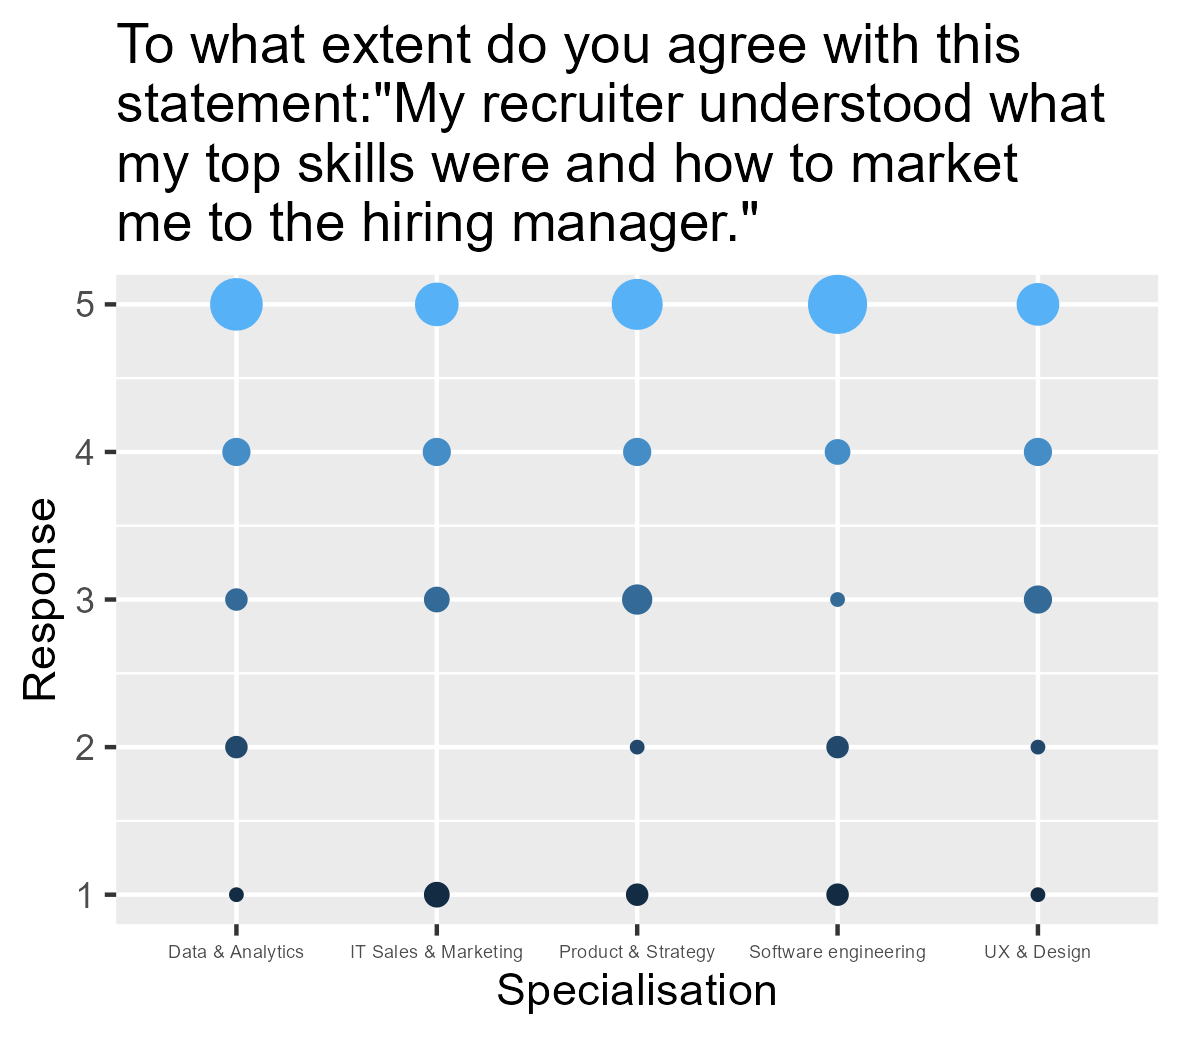 To what extent do you agree with this
statement:"My recruiter understood what
my top skills were and how to market
me to the hiring manager."
5
4
3
2
1
Response
Data & Analytics
IT Sales & Marketing
Product & Strategy
Software engineering
UX & Design
Specialisation